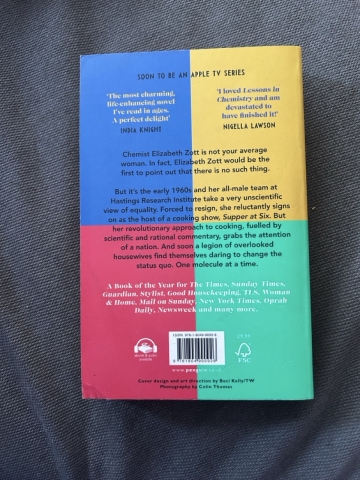 SOON TO BE AN APPLE TV SERIES
‘The most charming,
life-enhancing novel
I’ve read in ages.
A perfect delight’
INDIA KNIGHT
‘I loved Lessons in
Chemistry and am
devastated to
have finished it!’
NIGELLA LAWSON
Chemist Elizabeth Zott is not your average
woman. In fact, Elizabeth Zott would be the
first to point out that there is no such thing.
But it’s the early 1960s and her all-male team at
Hastings Research Institute take a very unscientific
view of equality. Forced to resign, she reluctantly signs
on as the host of a cooking show, Supper at Six. But
her revolutionary approach to cooking, fuelled by
scientific and rational commentary, grabs the attention
of a nation. And soon a legion of overlooked
housewives find themselves daring to change the
status quo. One molecule at a time.
A Book of the Year for The Times, Sunday Times,
Guardian, Stylist, Good Housekeeping, TLS, Woman
& Home, Mail on Sunday, New York Times, Oprah
Daily, Newsweek and many more.
FSC
www.penguin.co.uk
Cover design and art direction by Beci Kelly/TW
Photography by Colin Thomas